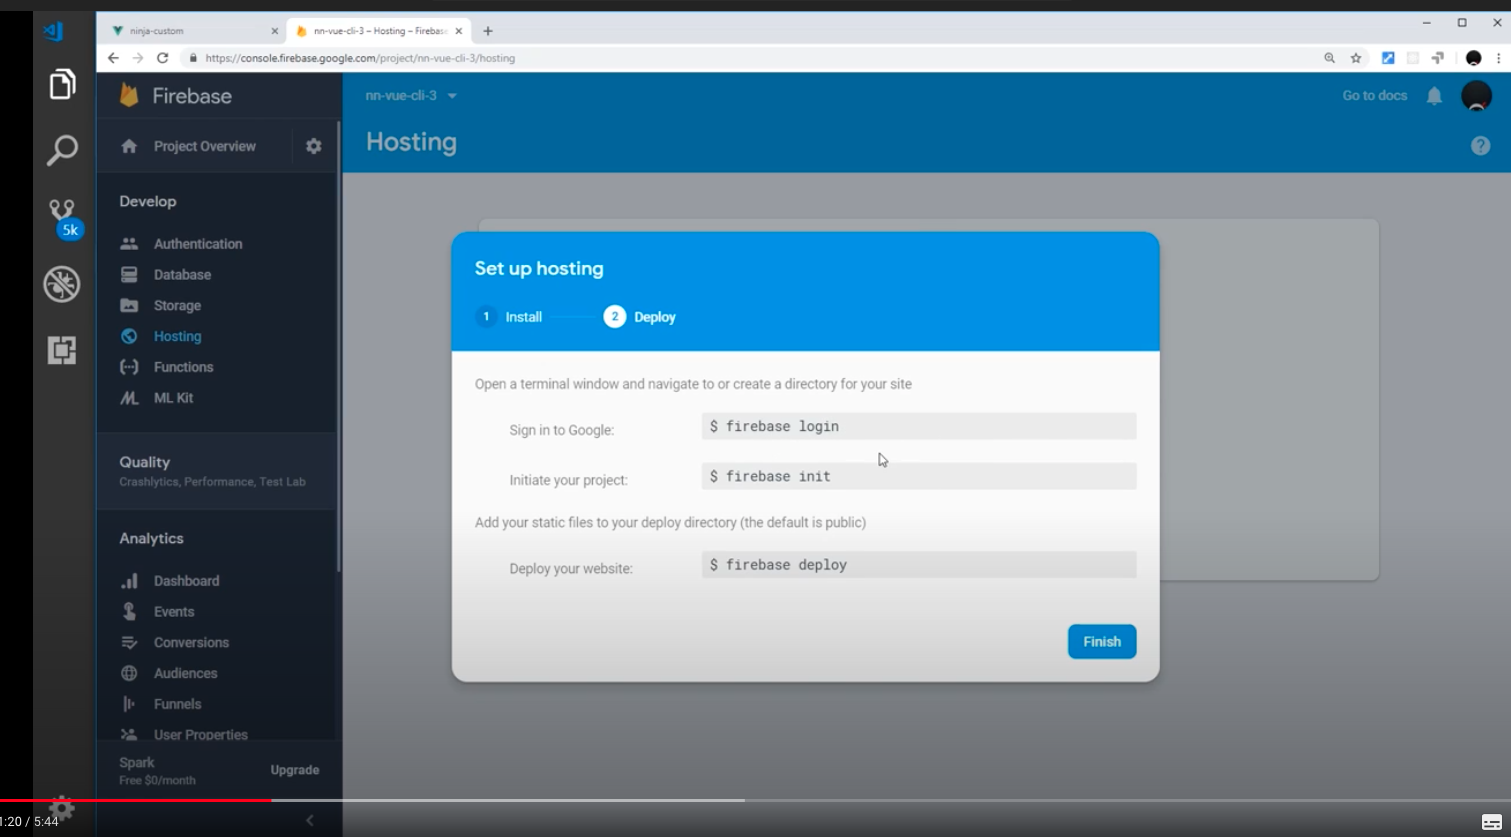 ninja-custom
nn-vue-cli-3 – Hosting – Firebase
https://console.firebase.google.com/project/nn-vue-cli-3/hosting
5k
Firebase
Project Overview
Develop
Authentication
Database
Storage
Hosting
Functions
ML Kit
Quality
Crashlytics, Performance, Test Lab
Analytics
Dashboard
Events
Conversions
Audiences
Funnels
User Properties
Spark
Free $0/month
Upgrade
nn-vue-cli-3
Go to docs
Hosting
Set up hosting
1 Install
2 Deploy
Open a terminal window and navigate to or create a directory for your site
Sign in to Google:
$ firebase login
Initiate your project:
$ firebase init
Add your static files to your deploy directory (the default is public)
Deploy your website:
$ firebase deploy
Finish
1:20 / 5:44